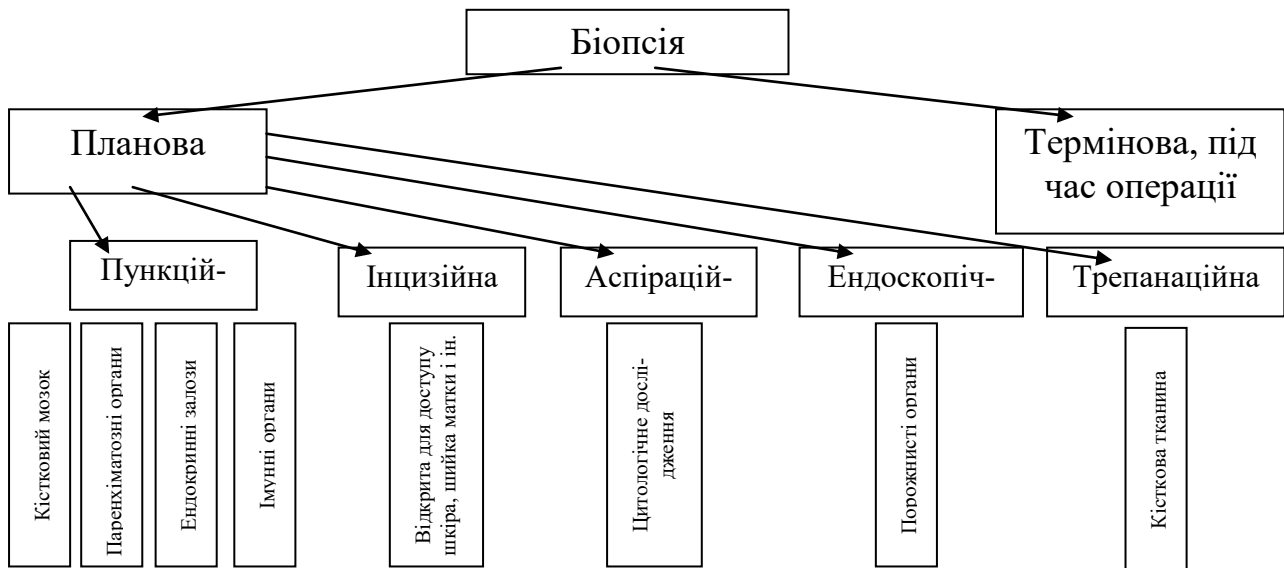 Біопсія
Планова
Термінова, під
час операції
Пункцій-
Інцизійна
Аспірацій-
Ендоскопіч-
Трепанаційна
Кістковий мозок
Паренхіматозні органи
Ендокринні залози
Імунні органи
Відкрита для доступу
шкіра, шийка матки і ін.
Цитологічне дослі-
дження
Порожнисті органи
Кісткова тканина